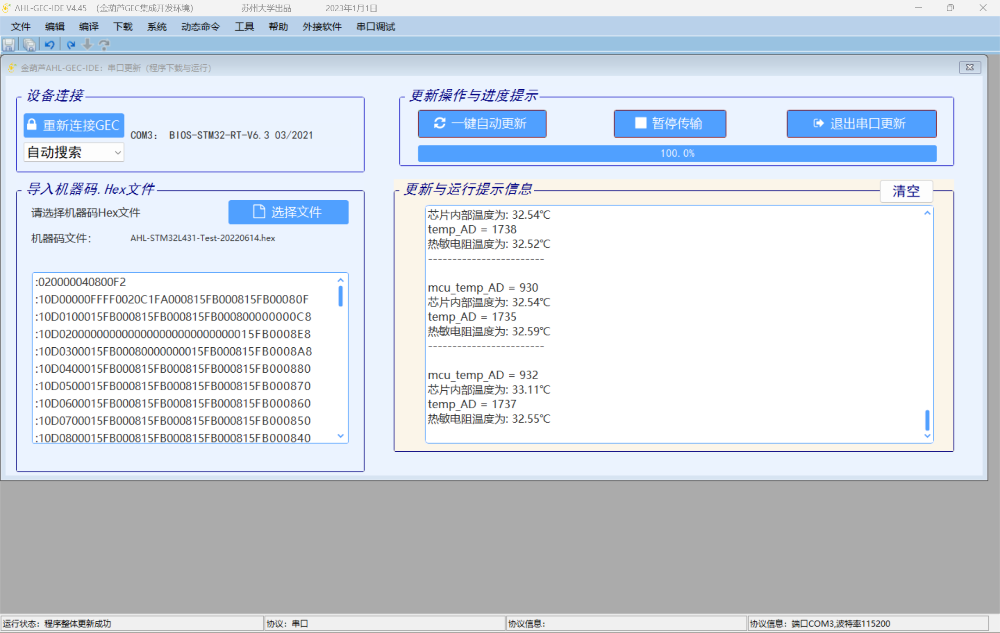 AHL-GEC-IDE V4.45 （金葫芦GEC集成开发环境） 苏州大学出品 2023年1月1日
文件 编辑 编译 下载 系统 动态命令 工具 帮助 外接软件 串口调试
金葫芦AHL-GEC-IDE：串口更新（程序下载与运行）
设备连接
重新连接GEC
COM3： BIOS-STM32-RT-V6.3 03/2021
自动搜索
更新操作与进度提示
一键自动更新 暂停传输 退出串口更新
100.0%
导入机器码.Hex文件
请选择机器码Hex文件 选择文件
机器码文件： AHL-STM32L431-Test-20220614.hex
:020000040800F2
:10D00000FFFF0020C1FA000815FB000815FB00080F
:10D0100015FB000815FB000815FB000800000000C8
:10D0200000000000000000000000000015FB0008E8
:10D0300015FB00080000000015FB000815FB0008A8
:10D0400015FB000815FB000815FB000815FB000880
:10D0500015FB000815FB000815FB000815FB000870
:10D0600015FB000815FB000815FB000815FB000860
:10D0700015FB000815FB000815FB000815FB000850
:10D0800015FB000815FB000815FB000815FB000840
更新与运行提示信息 清空
芯片内部温度为: 32.54℃
temp_AD = 1738
热敏电阻温度为: 32.52℃
------------------------
mcu_temp_AD = 930
芯片内部温度为: 32.54℃
temp_AD = 1735
热敏电阻温度为: 32.59℃
------------------------
mcu_temp_AD = 932
芯片内部温度为: 33.11℃
temp_AD = 1737
热敏电阻温度为: 32.55℃
运行状态：程序整体更新成功 协议：串口 协议信息： 协议信息：端口COM3,波特率115200